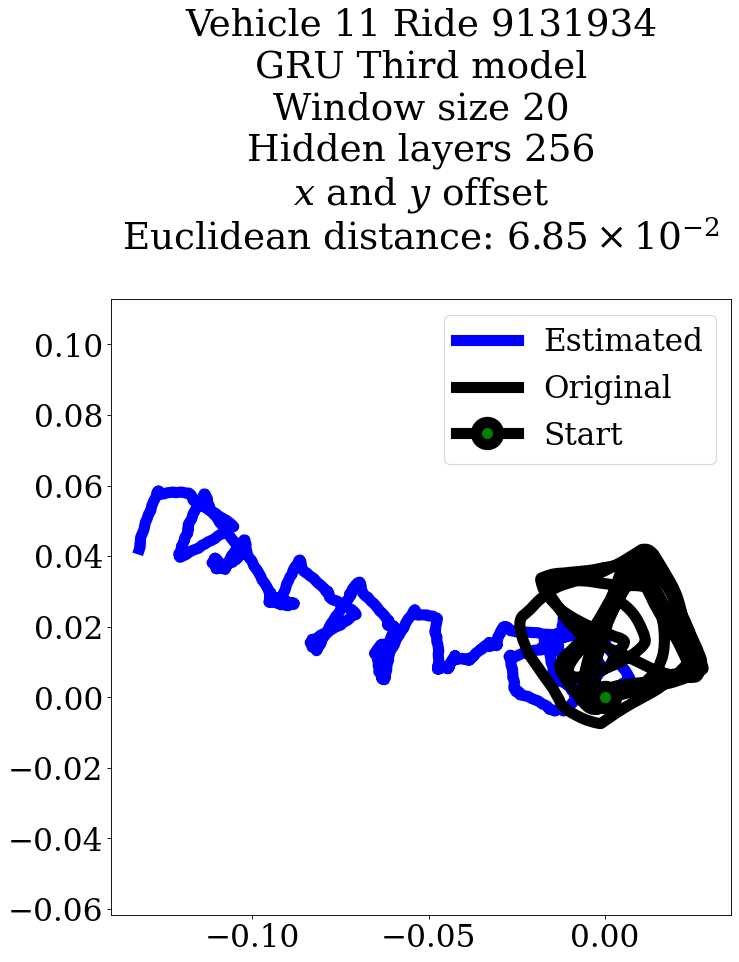 Vehicle 11 Ride 9131934
GRU Third model
Window size 20
Hidden layers 256
x and y offset
Euclidean distance: 6.85 × 10⁻²
Estimated
Original
Start
0.10
0.08
0.06
0.04
0.02
0.00
−0.02
−0.04
−0.06
−0.10 −0.05 0.00